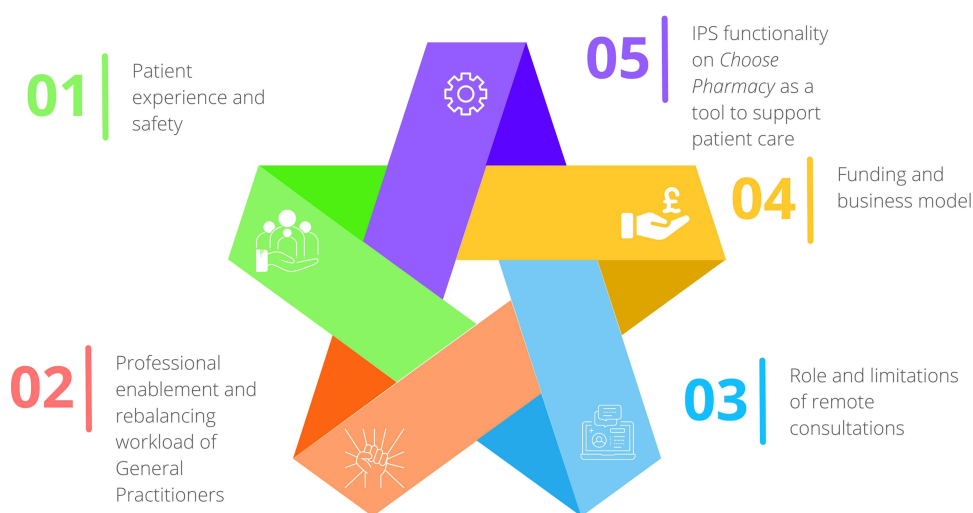 01
Patient
experience and
safety
02
Professional
enablement and
rebalancing
workload of
General
Practitioners
03
Role and limitations
of remote
consultations
04
Funding and
business model
05
IPS functionality
on Choose
Pharmacy as a
tool to support
patient care
£